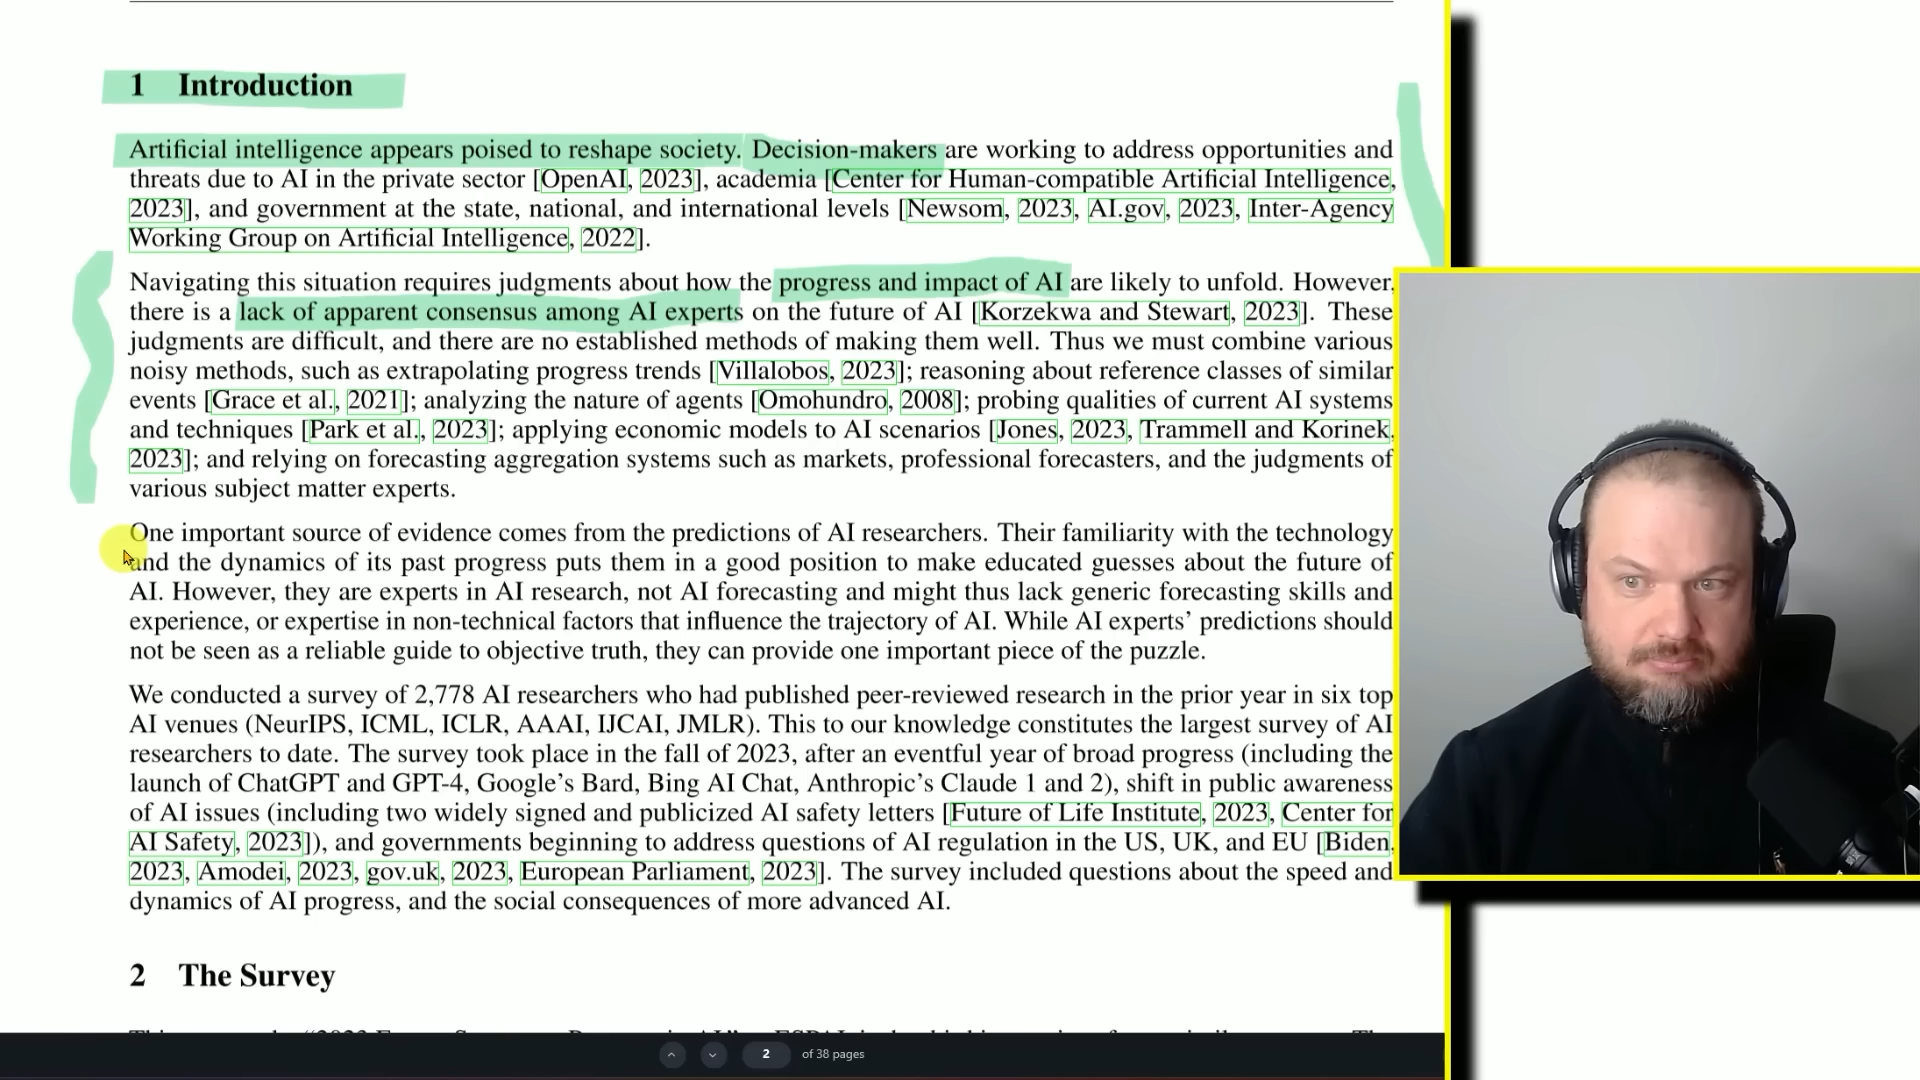 1 Introduction
Artificial intelligence appears poised to reshape society. Decision-makers are working to address opportunities and
threats due to AI in the private sector [OpenAI, 2023], academia [Center for Human-compatible Artificial Intelligence,
2023], and government at the state, national, and international levels [Newsom, 2023, AI.gov, 2023, Inter-Agency
Working Group on Artificial Intelligence, 2022].
Navigating this situation requires judgments about how the progress and impact of AI are likely to unfold. However,
there is a lack of apparent consensus among AI experts on the future of AI [Korzekwa and Stewart, 2023]. These
judgments are difficult, and there are no established methods of making them well. Thus we must combine various
noisy methods, such as extrapolating progress trends [Villalobos, 2023]; reasoning about reference classes of similar
events [Grace et al., 2021]; analyzing the nature of agents [Omohundro, 2008]; probing qualities of current AI systems
and techniques [Park et al., 2023]; applying economic models to AI scenarios [Jones, 2023, Trammell and Korinek,
2023]; and relying on forecasting aggregation systems such as markets, professional forecasters, and the judgments of
various subject matter experts.
One important source of evidence comes from the predictions of AI researchers. Their familiarity with the technology
and the dynamics of its past progress puts them in a good position to make educated guesses about the future of
AI. However, they are experts in AI research, not AI forecasting and might thus lack generic forecasting skills and
experience, or expertise in non-technical factors that influence the trajectory of AI. While AI experts' predictions should
not be seen as a reliable guide to objective truth, they can provide one important piece of the puzzle.
We conducted a survey of 2,778 AI researchers who had published peer-reviewed research in the prior year in six top
AI venues (NeurIPS, ICML, ICLR, AAAI, IJCAI, JMLR). This to our knowledge constitutes the largest survey of AI
researchers to date. The survey took place in the fall of 2023, after an eventful year of broad progress (including the
launch of ChatGPT and GPT-4, Google's Bard, Bing AI Chat, Anthropic's Claude 1 and 2), shift in public awareness
of AI issues (including two widely signed and publicized AI safety letters [Future of Life Institute, 2023, Center for
AI Safety, 2023]), and governments beginning to address questions of AI regulation in the US, UK, and EU [Biden,
2023, Amodei, 2023, gov.uk, 2023, European Parliament, 2023]. The survey included questions about the speed and
dynamics of AI progress, and the social consequences of more advanced AI.
2 The Survey
2 of 38 pages